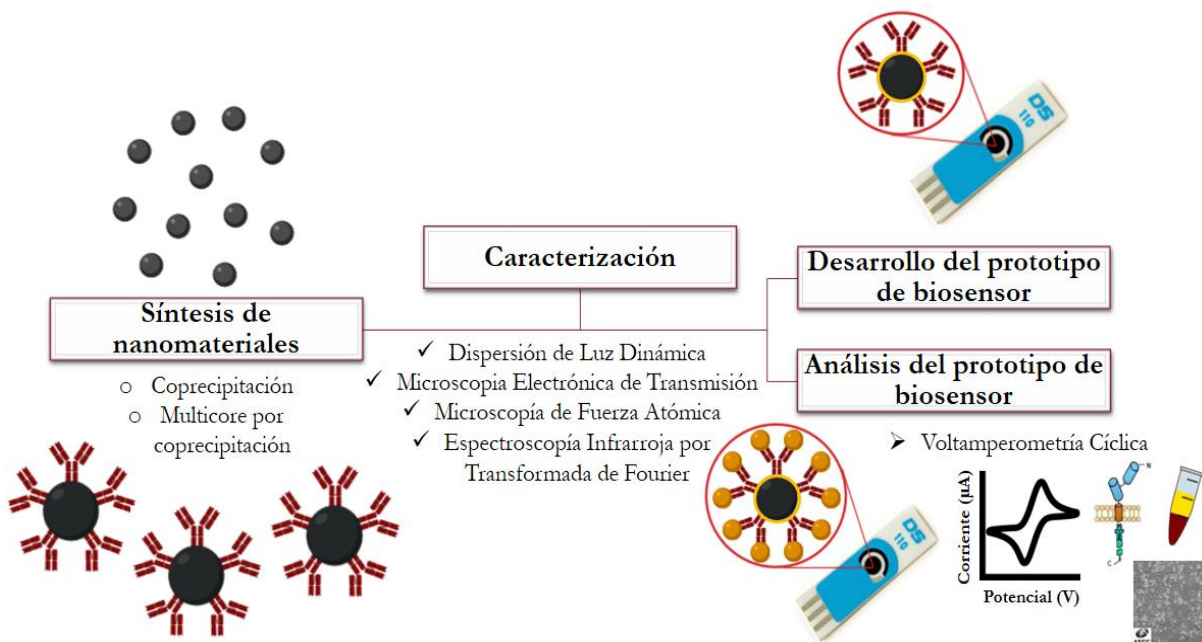 DS
110
Caracterización
Desarrollo del prototipo
de biosensor
Síntesis de
nanomateriales
○ Coprecipitación
○ Multicore por
coprecipitación
✓ Dispersión de Luz Dinámica
✓ Microscopia Electrónica de Transmisión
✓ Microscopía de Fuerza Atómica
✓ Espectroscopía Infrarroja por
Transformada de Fourier
Análisis del prototipo de
biosensor
➢ Voltamperometría Cíclica
DS
110
Corriente (µA)
Potencial (V)
N
C